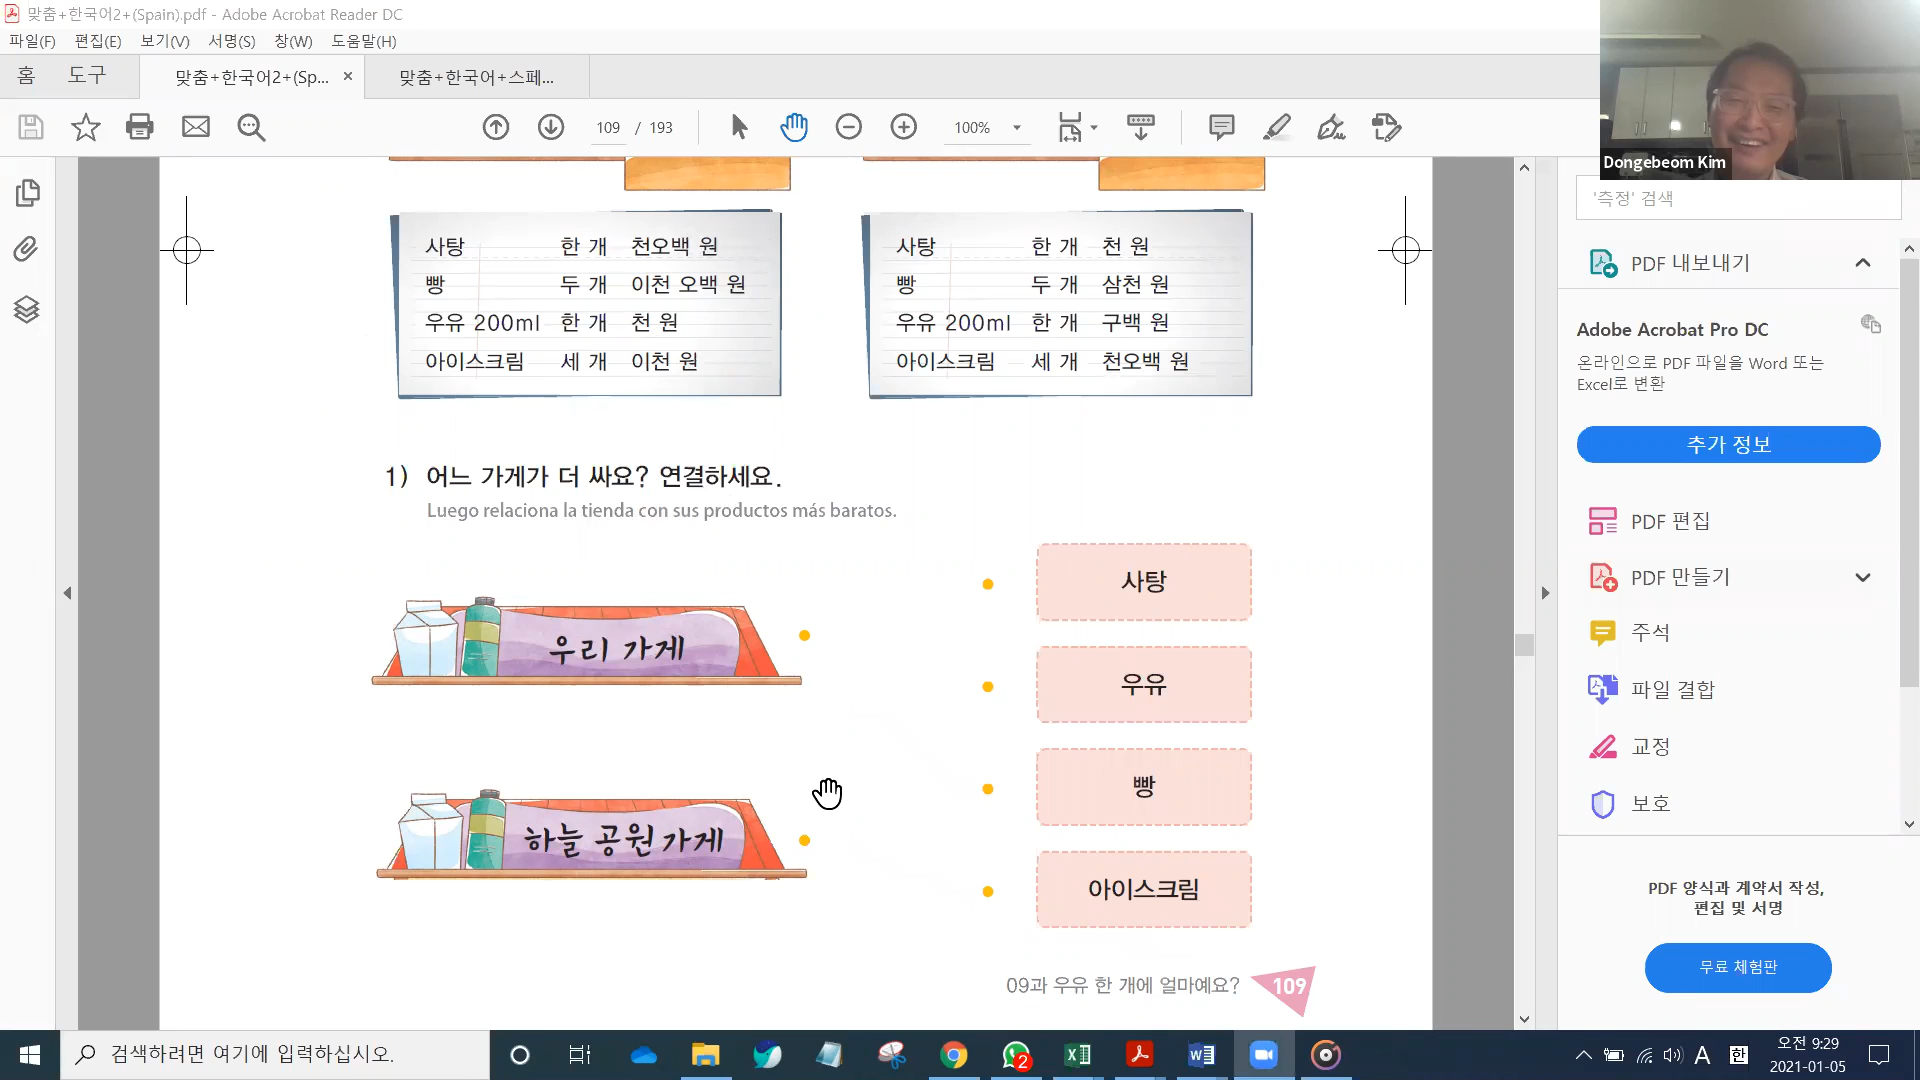 맞춤+한국어2+(Spain).pdf - Adobe Acrobat Reader DC
파일(F) 편집(E) 보기(V) 서명(S) 창(W) 도움말(H)
홈 도구 맞춤+한국어2+(Sp... × 맞춤+한국어+스페...
109 / 193 100%
Dongebeom Kim
'측정' 검색
사탕 한 개 천오백 원
빵 두 개 이천 오백 원
우유 200ml 한 개 천 원
아이스크림 세 개 이천 원
사탕 한 개 천 원
빵 두 개 삼천 원
우유 200ml 한 개 구백 원
아이스크림 세 개 천오백 원
1) 어느 가게가 더 싸요? 연결하세요.
Luego relaciona la tienda con sus productos más baratos.
우리 가게
하늘 공원 가게
사탕
우유
빵
아이스크림
09과 우유 한 개에 얼마예요? 109
PDF 내보내기
Adobe Acrobat Pro DC
온라인으로 PDF 파일을 Word 또는
Excel로 변환
추가 정보
PDF 편집
PDF 만들기
주석
파일 결합
교정
보호
PDF 양식과 계약서 작성,
편집 및 서명
무료 체험판
검색하려면 여기에 입력하십시오.
2
A 한
오전 9:29
2021-01-05